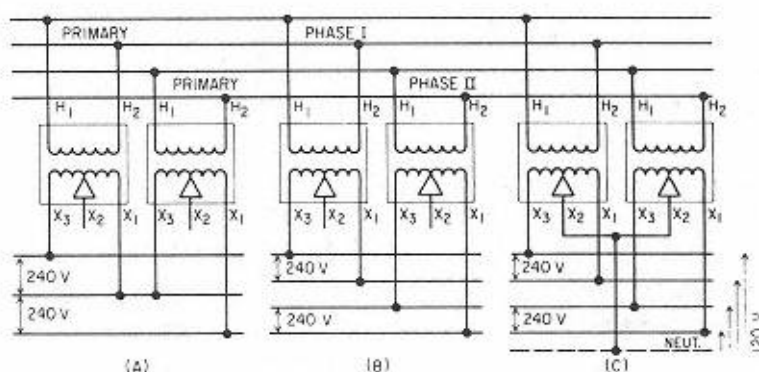 PRIMARY PHASE I
PRIMARY PHASE II
H1 H2 H1 H2 H1 H2 H1 H2 H1 H2 H1 H2
X3 X2 X1 X3 X2 X1 X3 X2 X1 X3 X2 X1 X3 X2 X1 X3 X2 X1
240 V 240 V 240 V
240 V 240 V 240 V
NEUT.
120 V
(A) (B) (C)